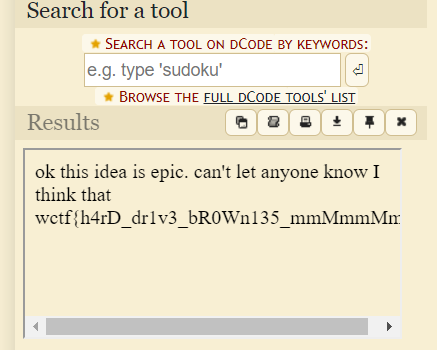 Search for a tool
SEARCH A TOOL ON DCODE BY KEYWORDS:
e.g. type 'sudoku'
BROWSE THE FULL DCODE TOOLS' LIST
Results
ok this idea is epic. can't let anyone know I
think that
wctf{h4rD_dr1v3_bR0Wn135_mmMmmMm